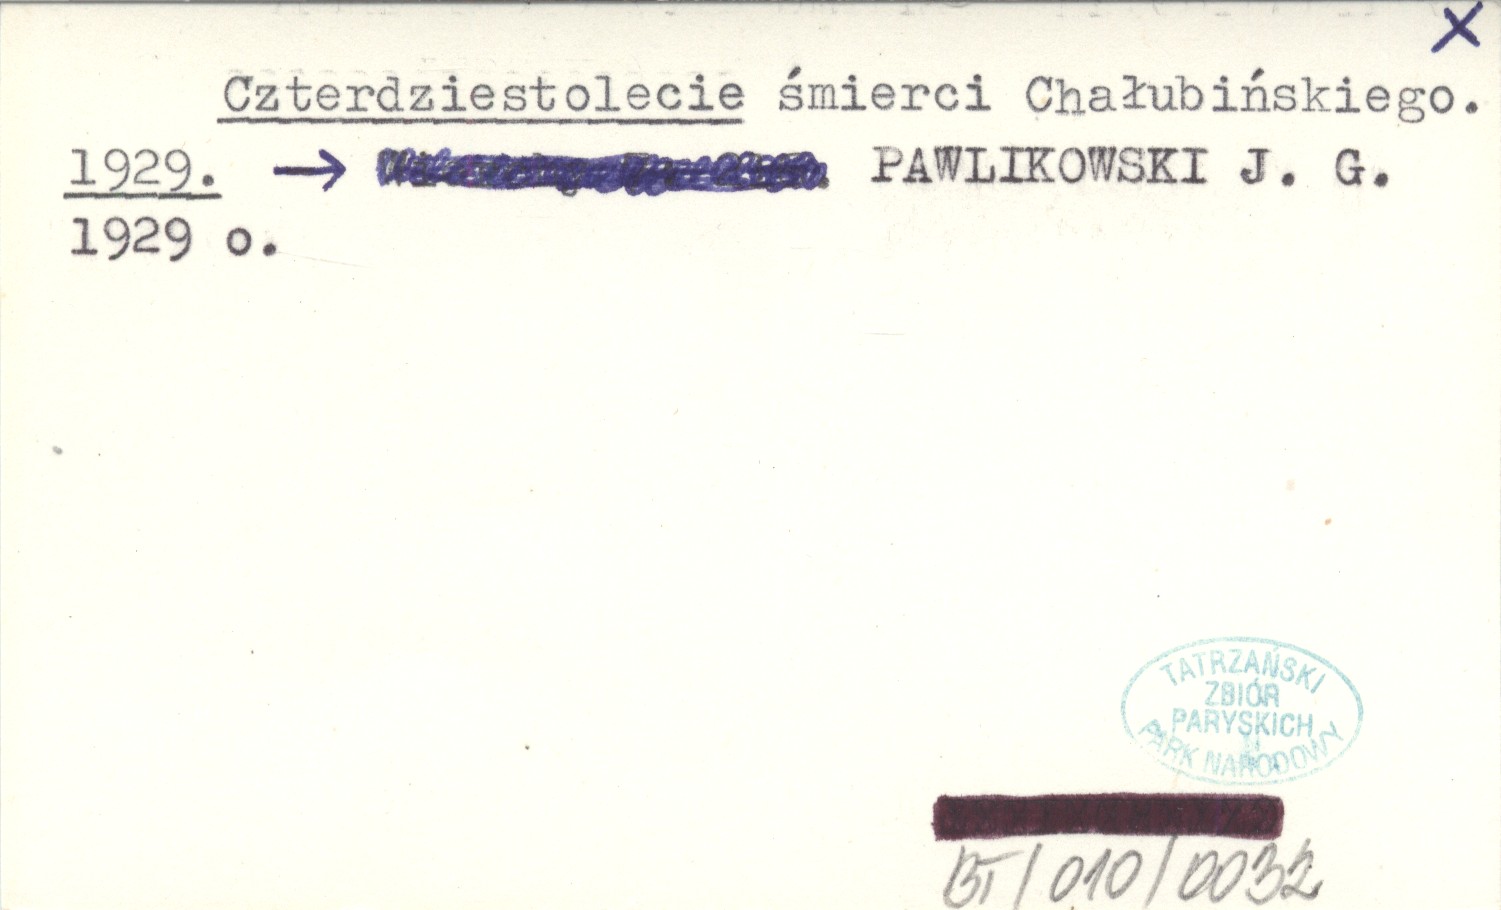 X
Czterdziestolecie śmierci Chałubińskiego.
1929. → PAWLIKOWSKI J. G.
1929 o.
TATRZAŃSKI
ZBIÓR
PARYSKICH
PARK NARODOWY
BT/010/0032